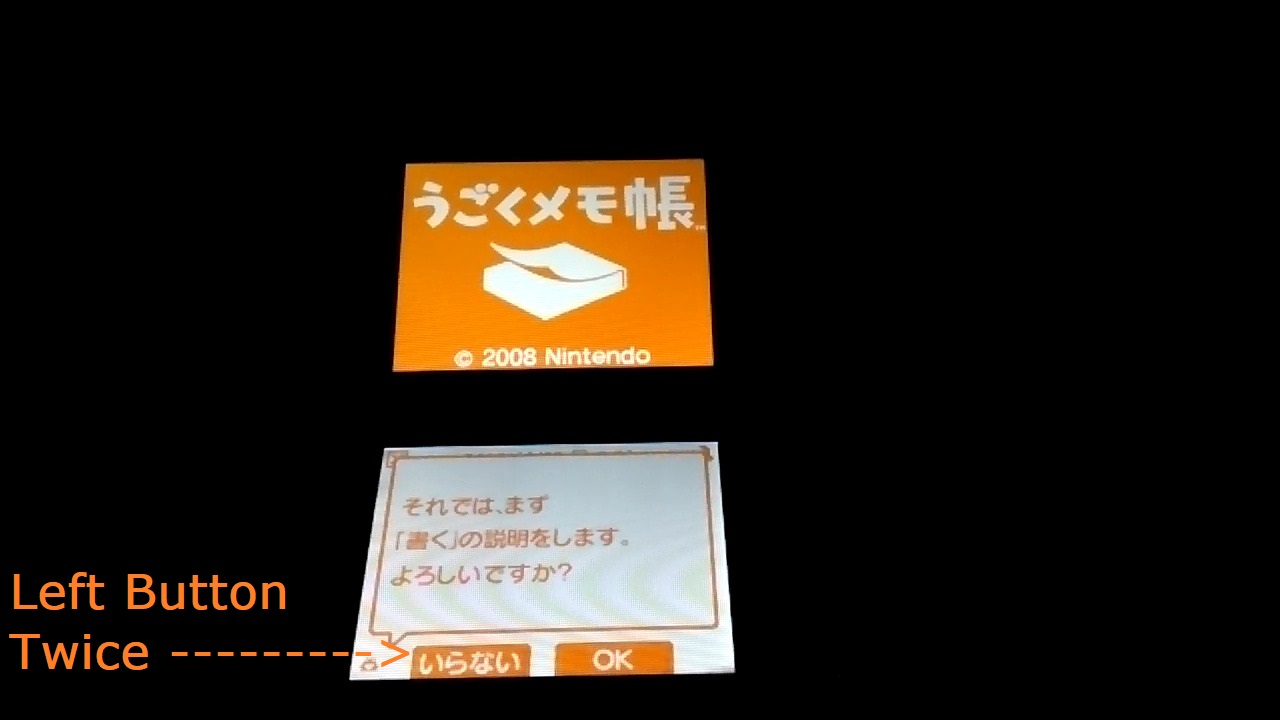 うごくメモ帳™
© 2008 Nintendo
それでは、まず
「書く」の説明をします。
よろしいですか?
いらない
OK
Left Button
Twice --------->